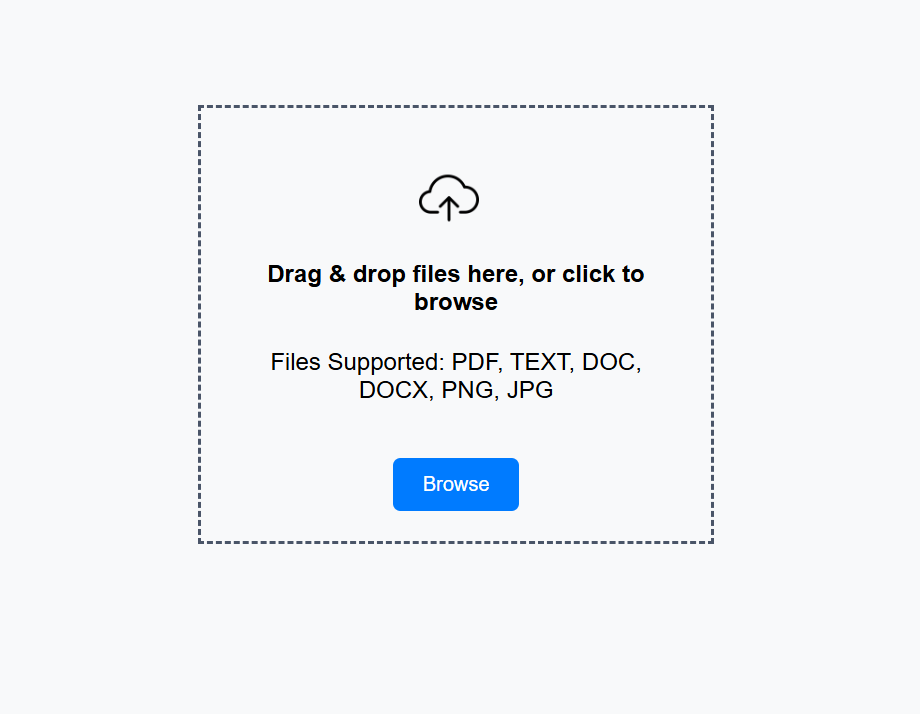 Drag & drop files here, or click to
browse
Files Supported: PDF, TEXT, DOC,
DOCX, PNG, JPG
Browse